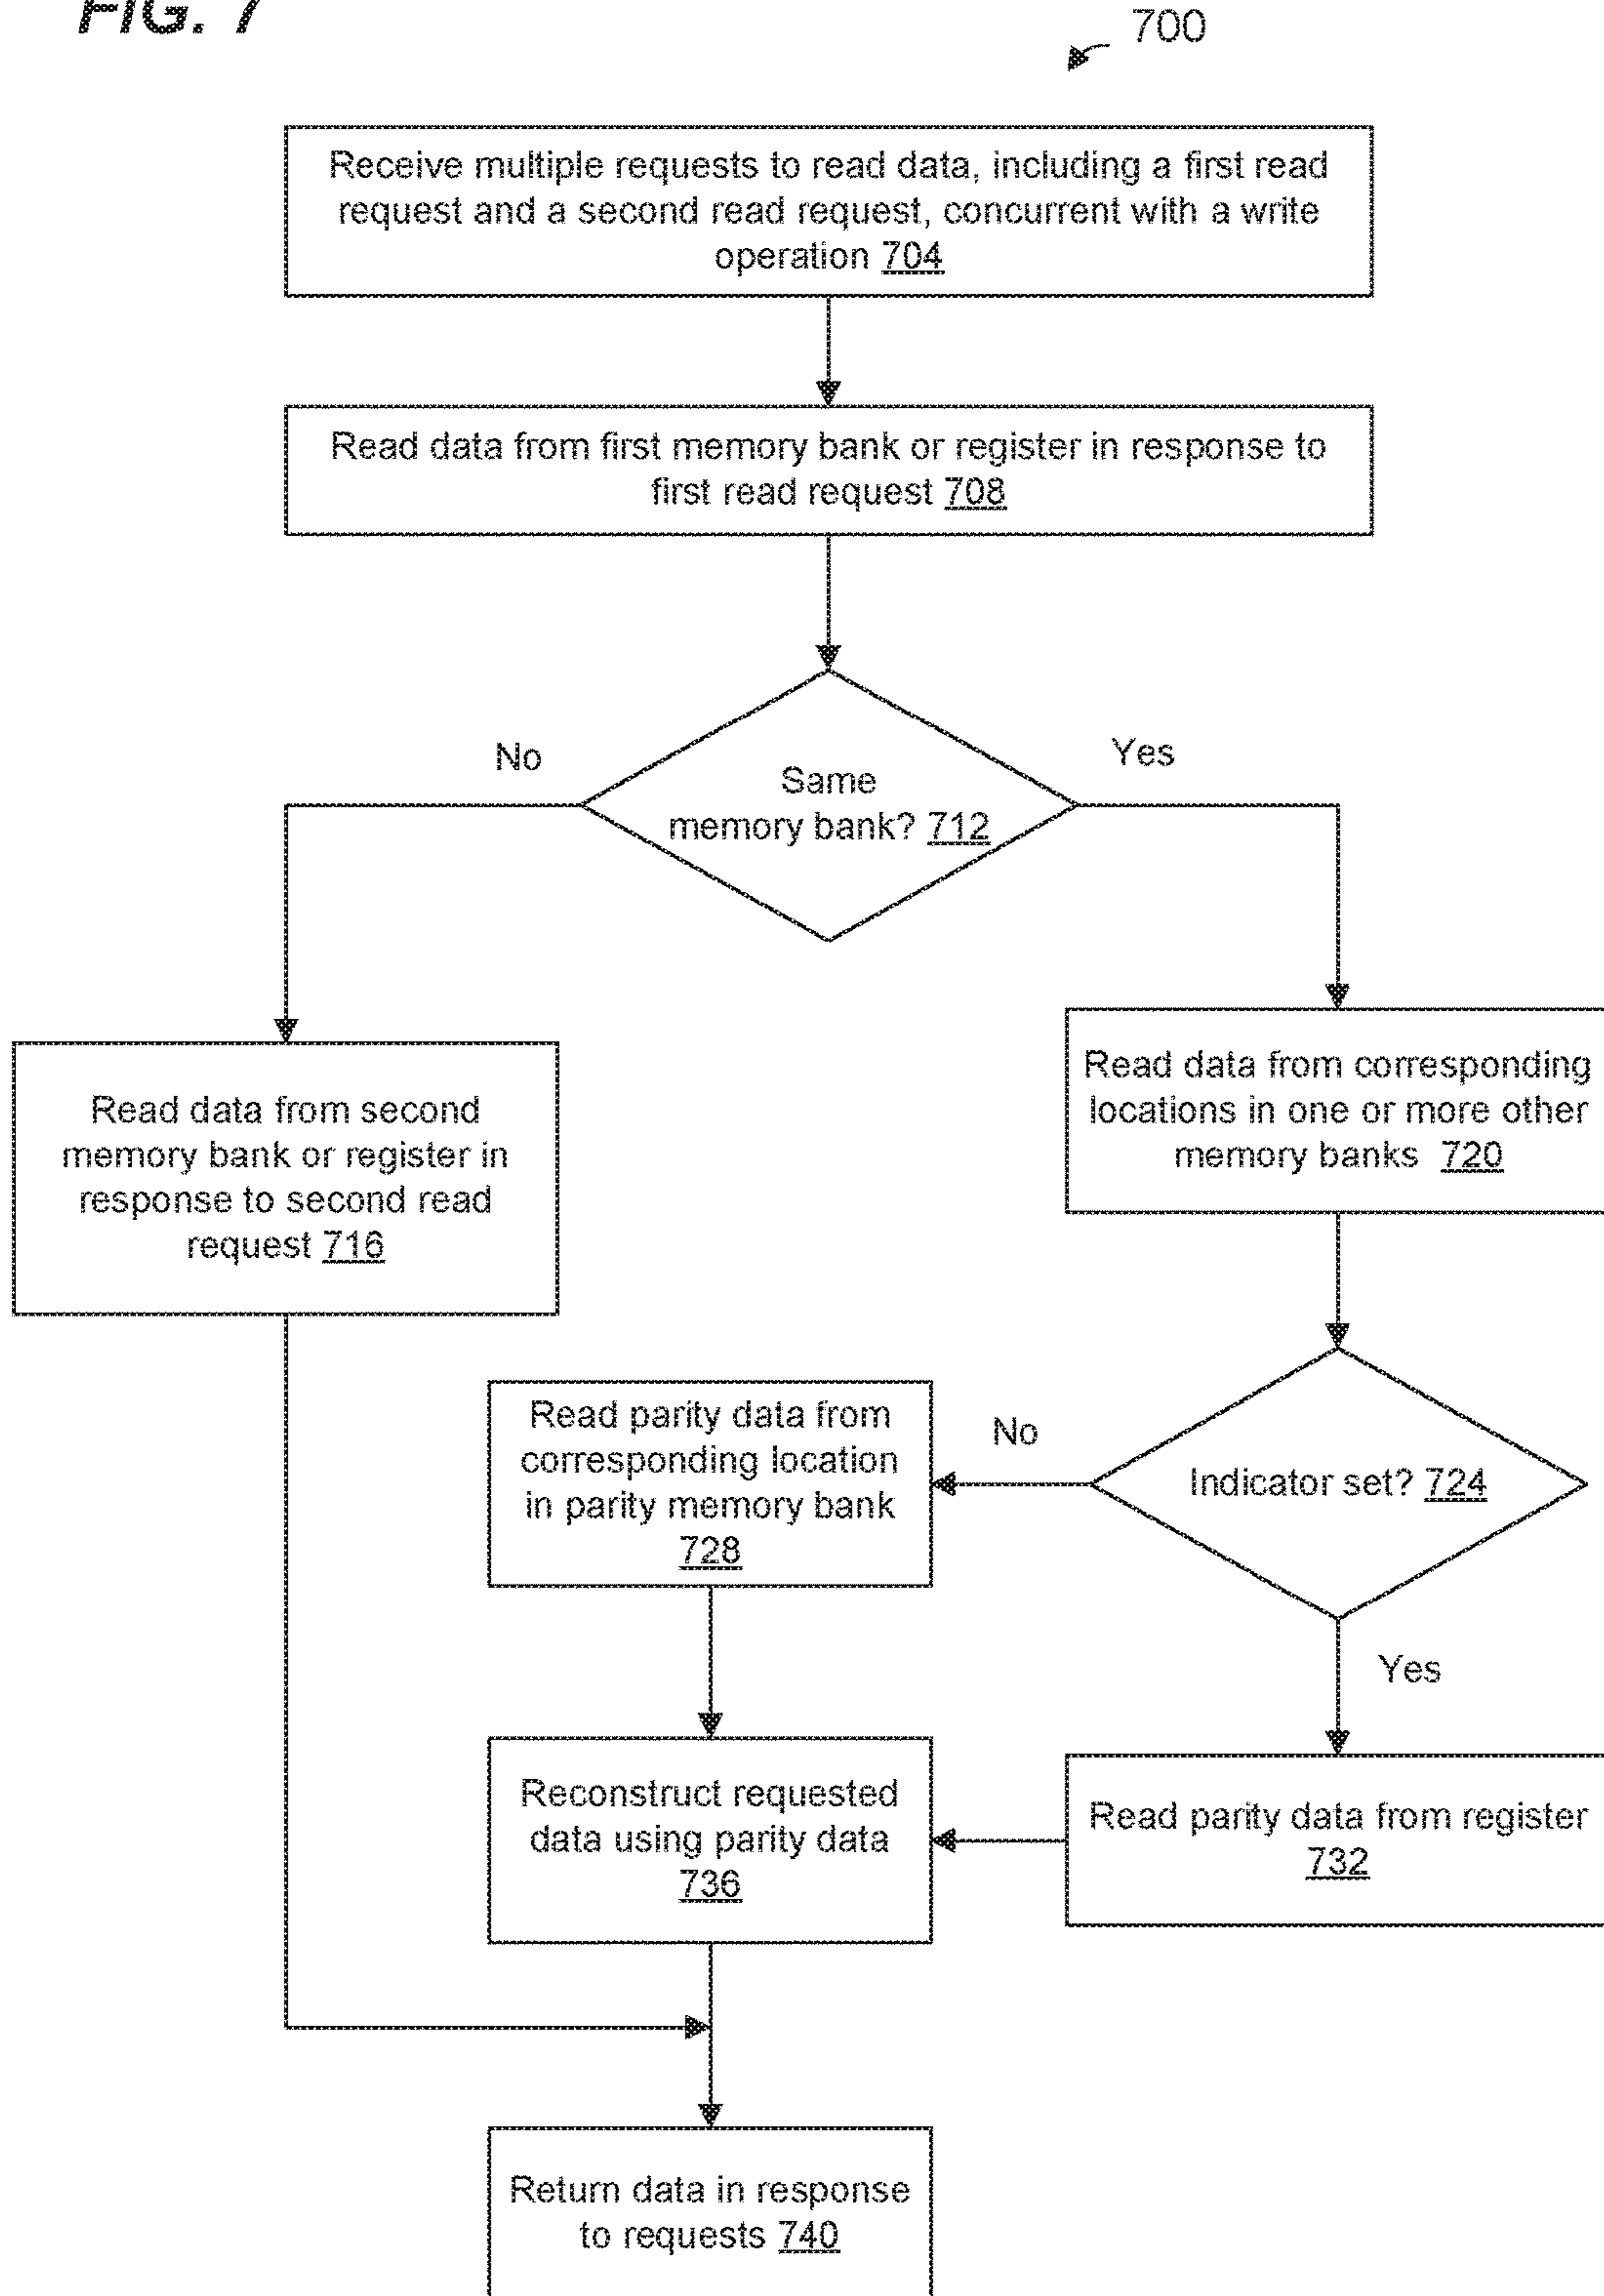 FIG. 7
700
Receive multiple requests to read data, including a first read
request and a second read request, concurrent with a write
operation 704
Read data from first memory bank or register in response to
first read request 708
Same
memory bank? 712
No
Yes
Read data from second
memory bank or register in
response to second read
request 716
Read data from corresponding
locations in one or more other
memory banks 720
Indicator set? 724
No
Yes
Read parity data from
corresponding location
in parity memory bank
728
Read parity data from register
732
Reconstruct requested
data using parity data
736
Return data in response
to requests 740